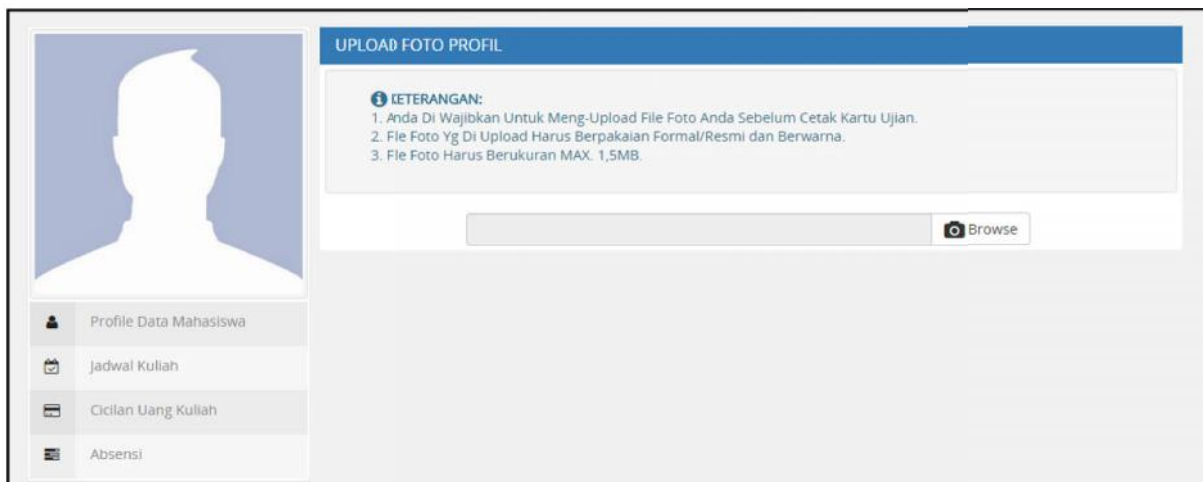 UPLOAD FOTO PROFIL
KETERANGAN:
1. Anda Di Wajibkan Untuk Meng-Upload File Foto Anda Sebelum Cetak Kartu Ujian.
2. Fle Foto Yg Di Upload Harus Berpakaian Formal/Resmi dan Berwarna.
3. Fle Foto Harus Berukuran MAX. 1,5MB.
Browse
Profile Data Mahasiswa
Jadwal Kuliah
Cicilan Uang Kuliah
Absensi